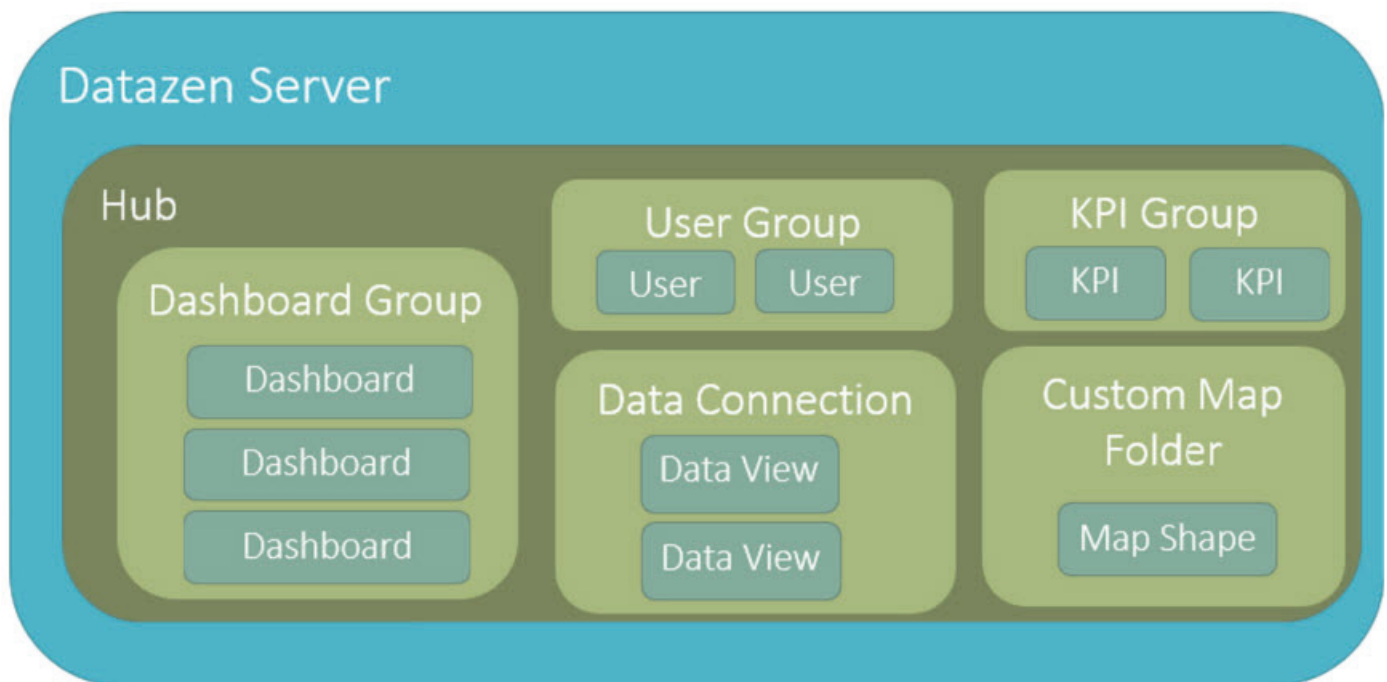 Datazen Server
Hub
Dashboard Group
Dashboard
Dashboard
Dashboard
User Group
User
User
Data Connection
Data View
Data View
KPI Group
KPI
KPI
Custom Map
Folder
Map Shape